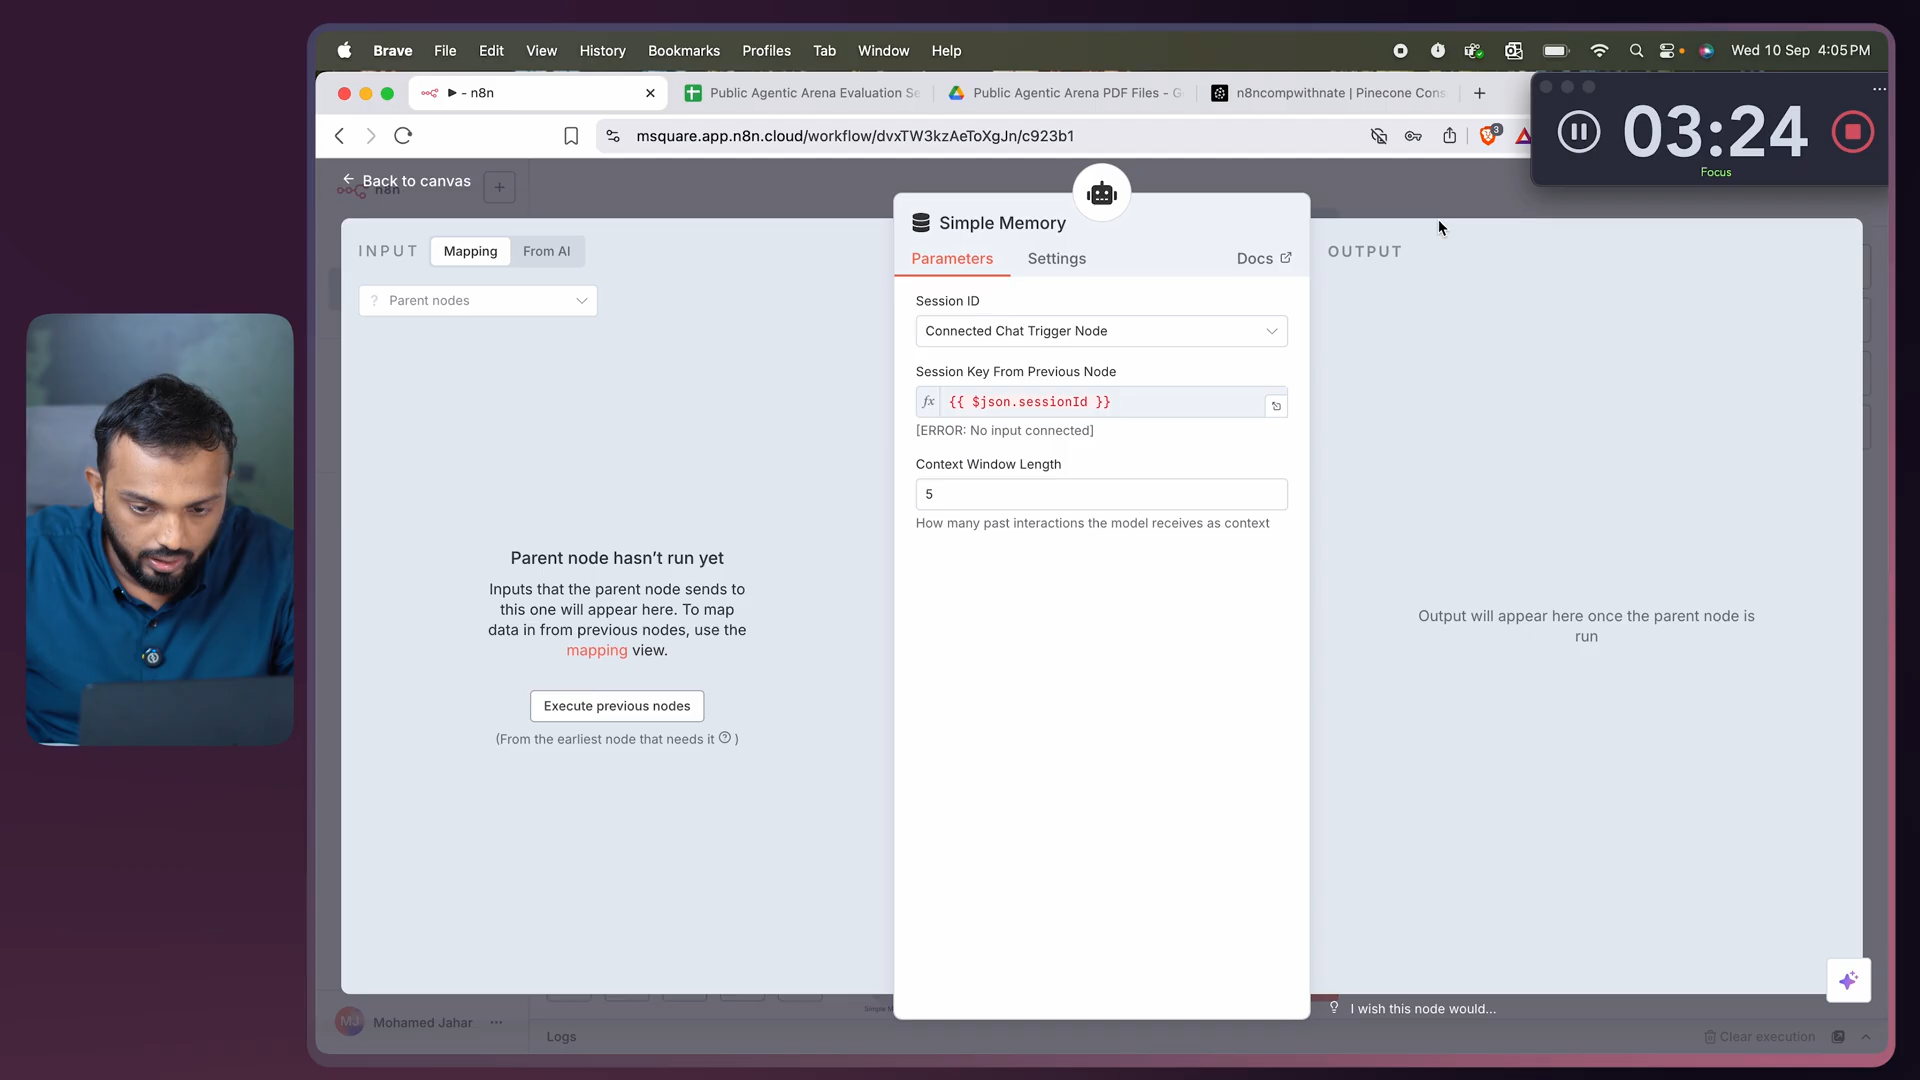 Brave File Edit View History Bookmarks Profiles Tab Window Help
Wed 10 Sep 4:05 PM
▶ - n8n
Public Agentic Arena Evaluation Se
Public Agentic Arena PDF Files - G
n8ncompwithnate | Pinecone Cons
msquare.app.n8n.cloud/workflow/dvxTW3kzAeToXgJn/c923b1
3
03:24
Focus
Back to canvas
n8n
INPUT
Mapping
From AI
Parent nodes
Parent node hasn't run yet
Inputs that the parent node sends to
this one will appear here. To map
data in from previous nodes, use the
mapping view.
Execute previous nodes
(From the earliest node that needs it ? )
Simple Memory
Parameters
Settings
Docs
Session ID
Connected Chat Trigger Node
Session Key From Previous Node
fx {{ $json.sessionId }}
[ERROR: No input connected]
Context Window Length
5
How many past interactions the model receives as context
OUTPUT
Output will appear here once the parent node is
run
I wish this node would...
MJ
Mohamed Jahar
Simple M
Logs
Clear execution